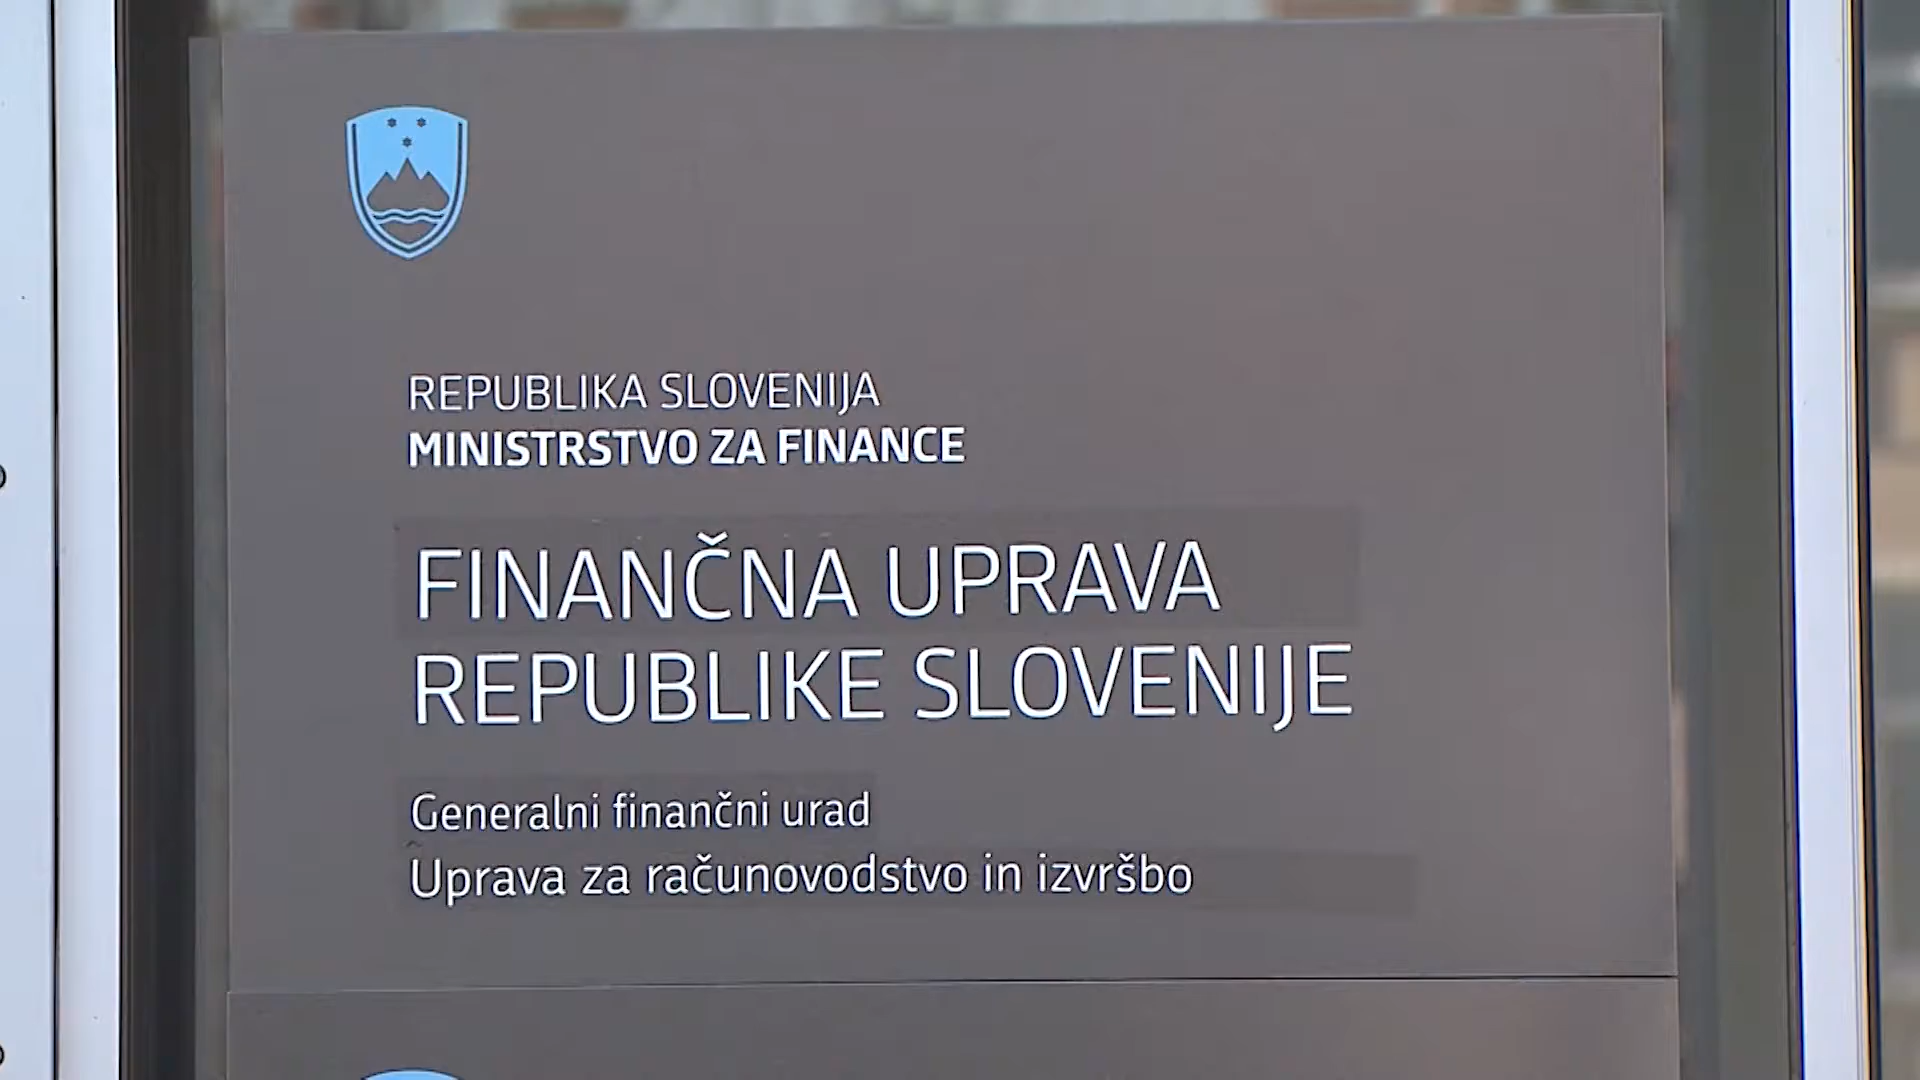 REPUBLIKA SLOVENIJA
MINISTRSTVO ZA FINANCE
FINANČNA UPRAVA
REPUBLIKE SLOVENIJE
Generalni finančni urad
Uprava za računovodstvo in izvršbo